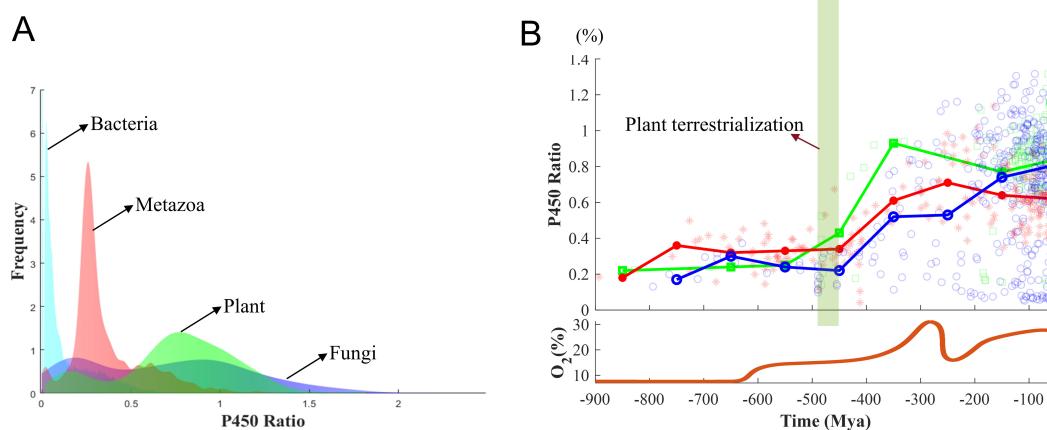 A
Frequency
7
6
5
4
3
2
1
0
Bacteria
Metazoa
Plant
Fungi
0
0.5
1
1.5
2
P450 Ratio
B
(%)
P450 Ratio
1.4
1.2
1
0.8
0.6
0.4
0.2
0
Plant terrestrialization
O2(%)
30
20
10
-900
-800
-700
-600
-500
-400
-300
-200
-100
Time (Mya)